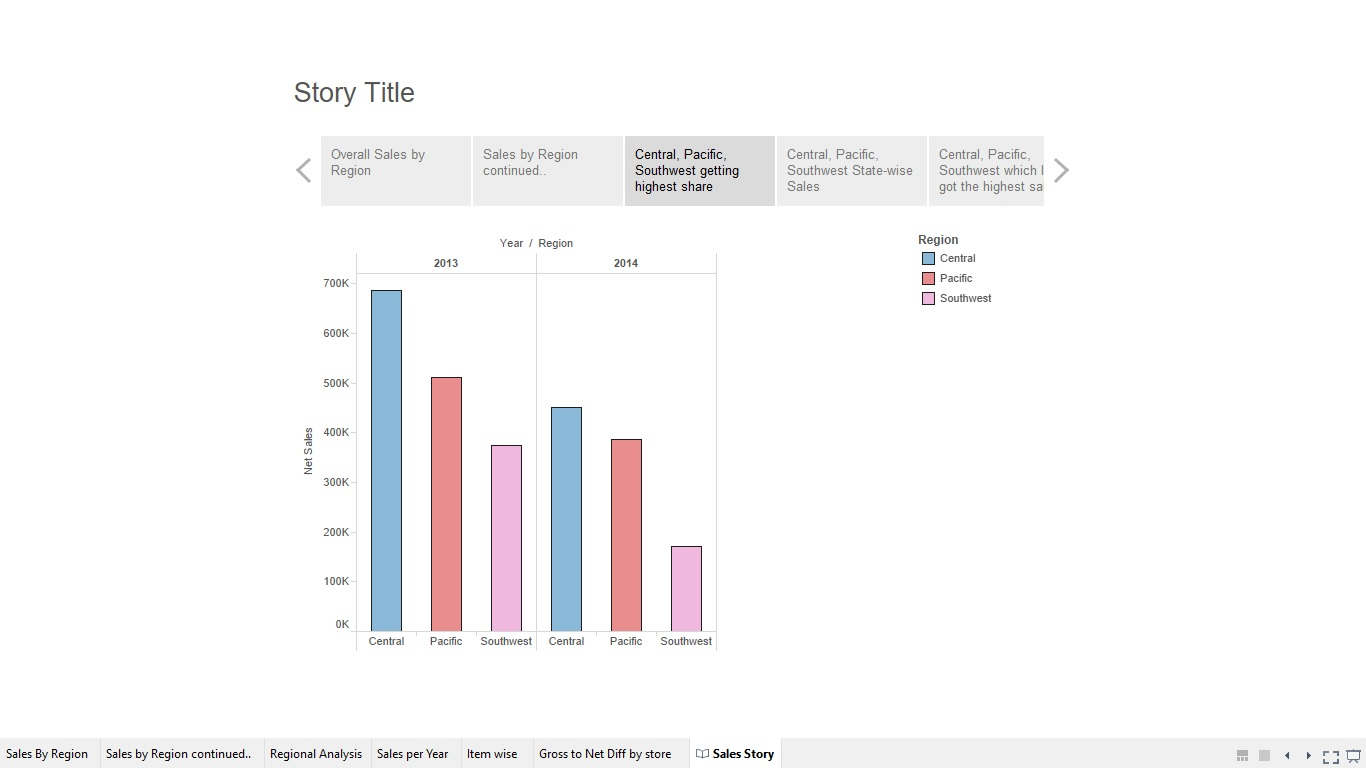 Story Title
Overall Sales by
Region
Sales by Region
continued..
Central, Pacific,
Southwest getting
highest share
Central, Pacific,
Southwest State-wise
Sales
Central, Pacific,
Southwest which
got the highest
Year / Region
2013
2014
Region
Central
Pacific
Southwest
Net Sales
700K
600K
500K
400K
300K
200K
100K
0K
Central
Pacific
Southwest
Central
Pacific
Southwest
Sales By Region
Sales by Region continued..
Regional Analysis
Sales per Year
Item wise
Gross to Net Diff by store
Sales Story